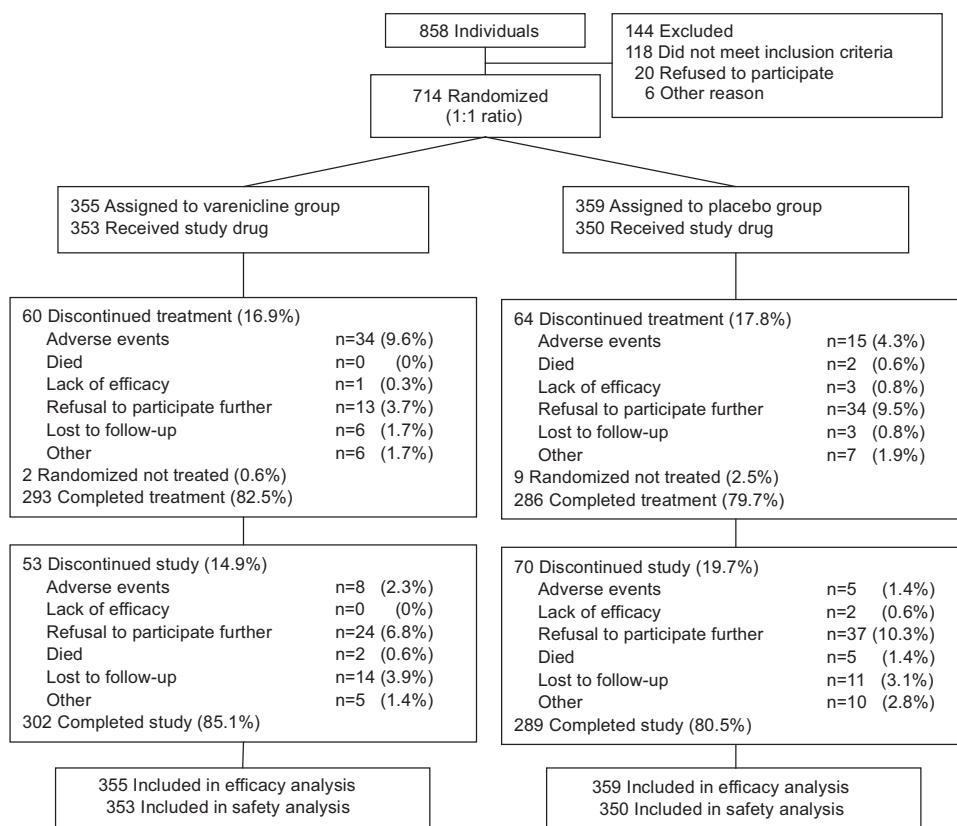 858 Individuals
144 Excluded
118 Did not meet inclusion criteria
20 Refused to participate
6 Other reason
714 Randomized
(1:1 ratio)
355 Assigned to varenicline group
353 Received study drug
359 Assigned to placebo group
350 Received study drug
60 Discontinued treatment (16.9%)
Adverse events n=34 (9.6%)
Died n=0 (0%)
Lack of efficacy n=1 (0.3%)
Refusal to participate further n=13 (3.7%)
Lost to follow-up n=6 (1.7%)
Other n=6 (1.7%)
2 Randomized not treated (0.6%)
293 Completed treatment (82.5%)
64 Discontinued treatment (17.8%)
Adverse events n=15 (4.3%)
Died n=2 (0.6%)
Lack of efficacy n=3 (0.8%)
Refusal to participate further n=34 (9.5%)
Lost to follow-up n=3 (0.8%)
Other n=7 (1.9%)
9 Randomized not treated (2.5%)
286 Completed treatment (79.7%)
53 Discontinued study (14.9%)
Adverse events n=8 (2.3%)
Lack of efficacy n=0 (0%)
Refusal to participate further n=24 (6.8%)
Died n=2 (0.6%)
Lost to follow-up n=14 (3.9%)
Other n=5 (1.4%)
302 Completed study (85.1%)
70 Discontinued study (19.7%)
Adverse events n=5 (1.4%)
Lack of efficacy n=2 (0.6%)
Refusal to participate further n=37 (10.3%)
Died n=5 (1.4%)
Lost to follow-up n=11 (3.1%)
Other n=10 (2.8%)
289 Completed study (80.5%)
355 Included in efficacy analysis
353 Included in safety analysis
359 Included in efficacy analysis
350 Included in safety analysis